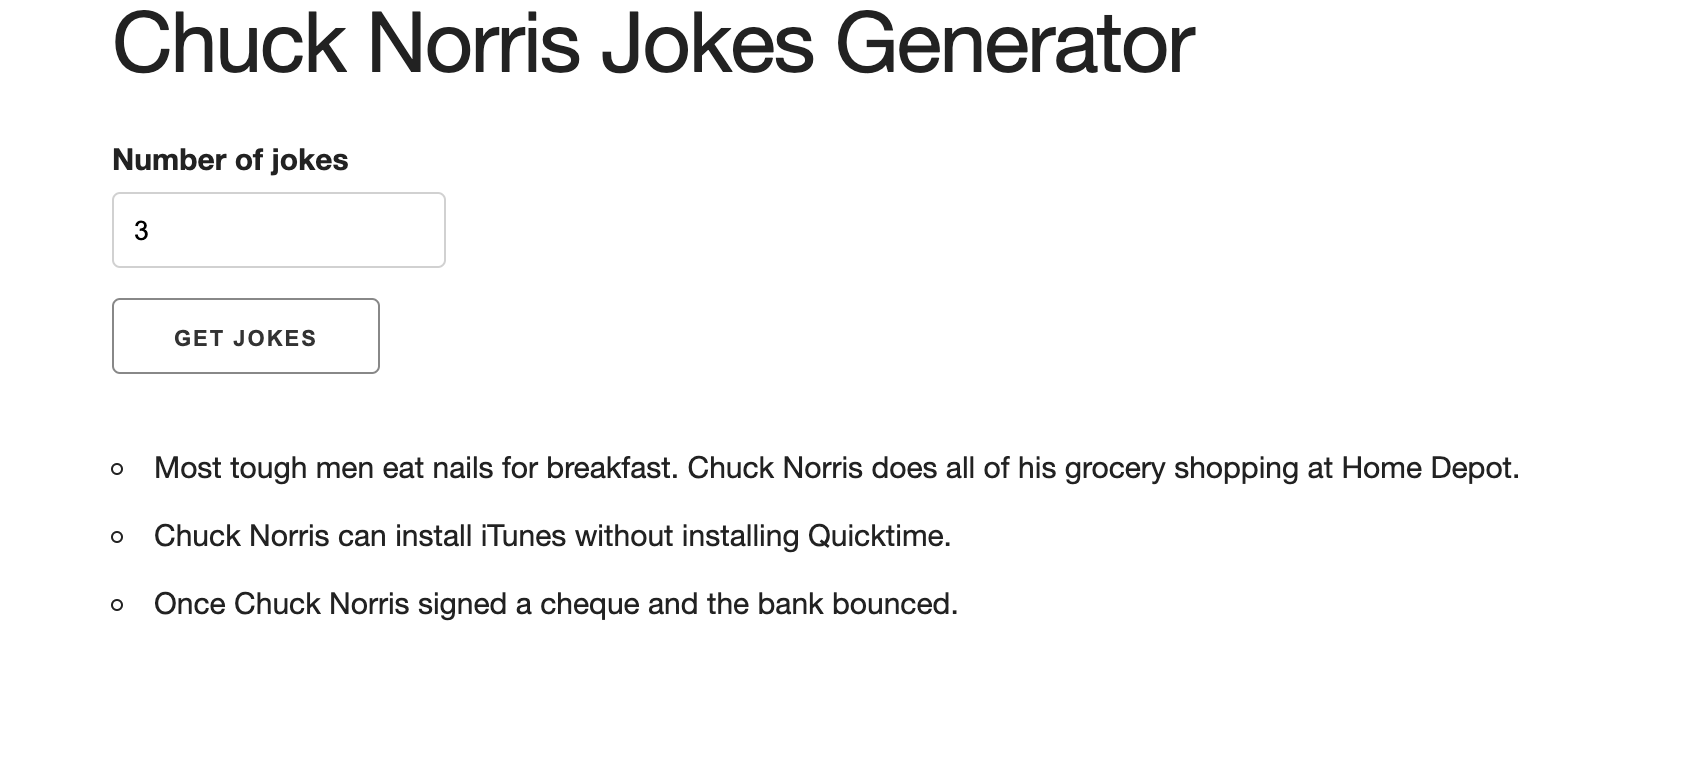 Chuck Norris Jokes Generator
Number of jokes
3
GET JOKES
Most tough men eat nails for breakfast. Chuck Norris does all of his grocery shopping at Home Depot.
Chuck Norris can install iTunes without installing Quicktime.
Once Chuck Norris signed a cheque and the bank bounced.